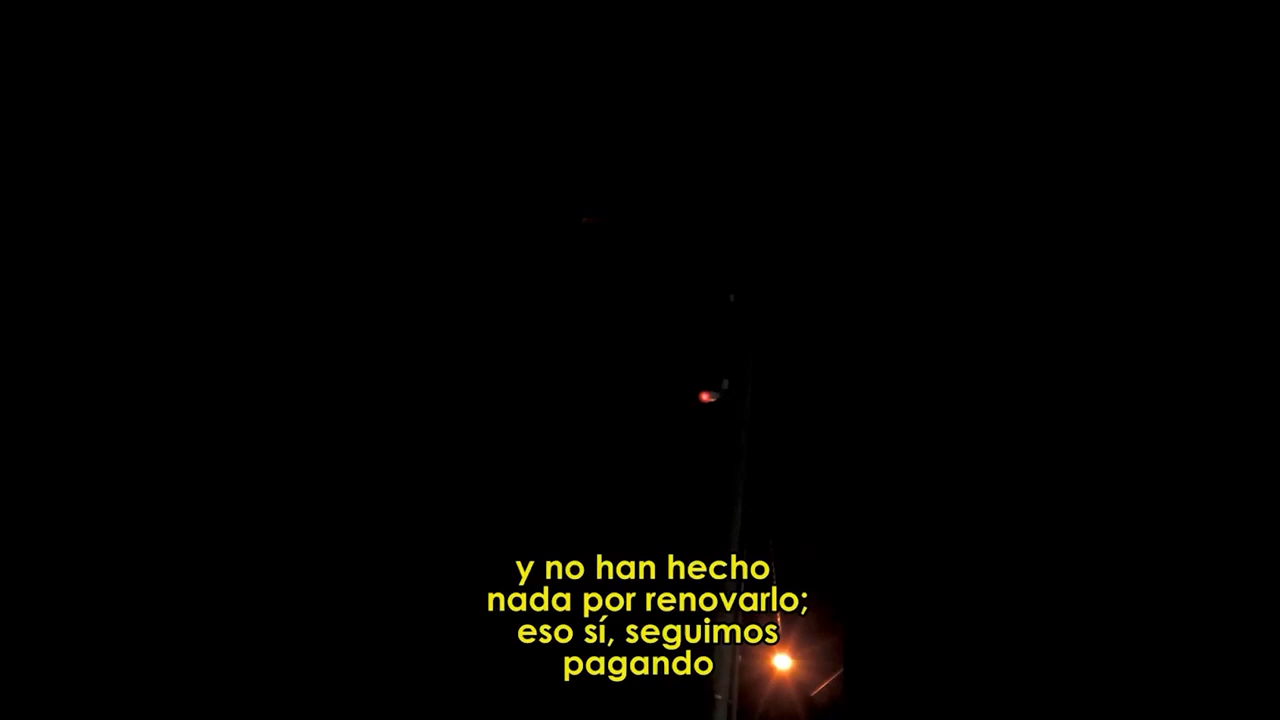 y no han hecho
nada por renovarlo;
eso sí, seguimos
pagando